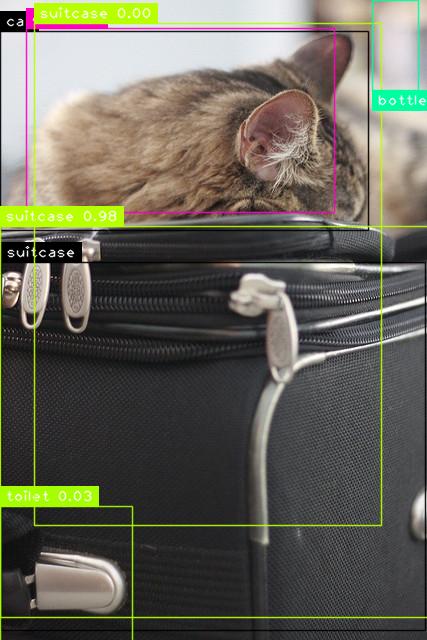 suitcase 0.00
ca
bottle
suitcase 0.98
suitcase
toilet 0.03